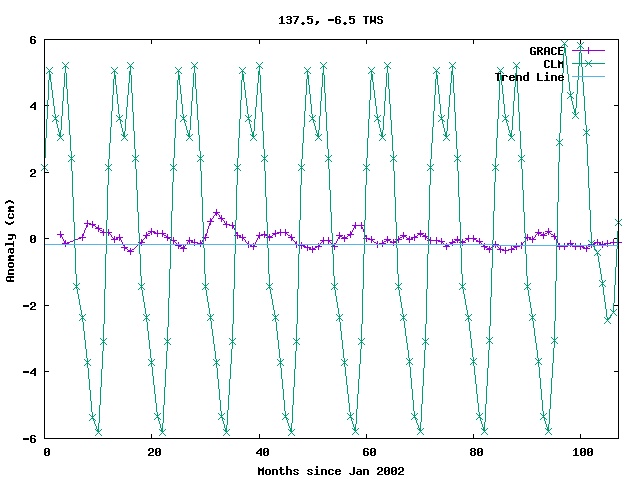 137.5, -6.5 TWS
GRACE
CLM
Trend Line
6
4
2
0
-2
-4
-6
Anomaly (cm)
0 20 40 60 80 100
Months since Jan 2002